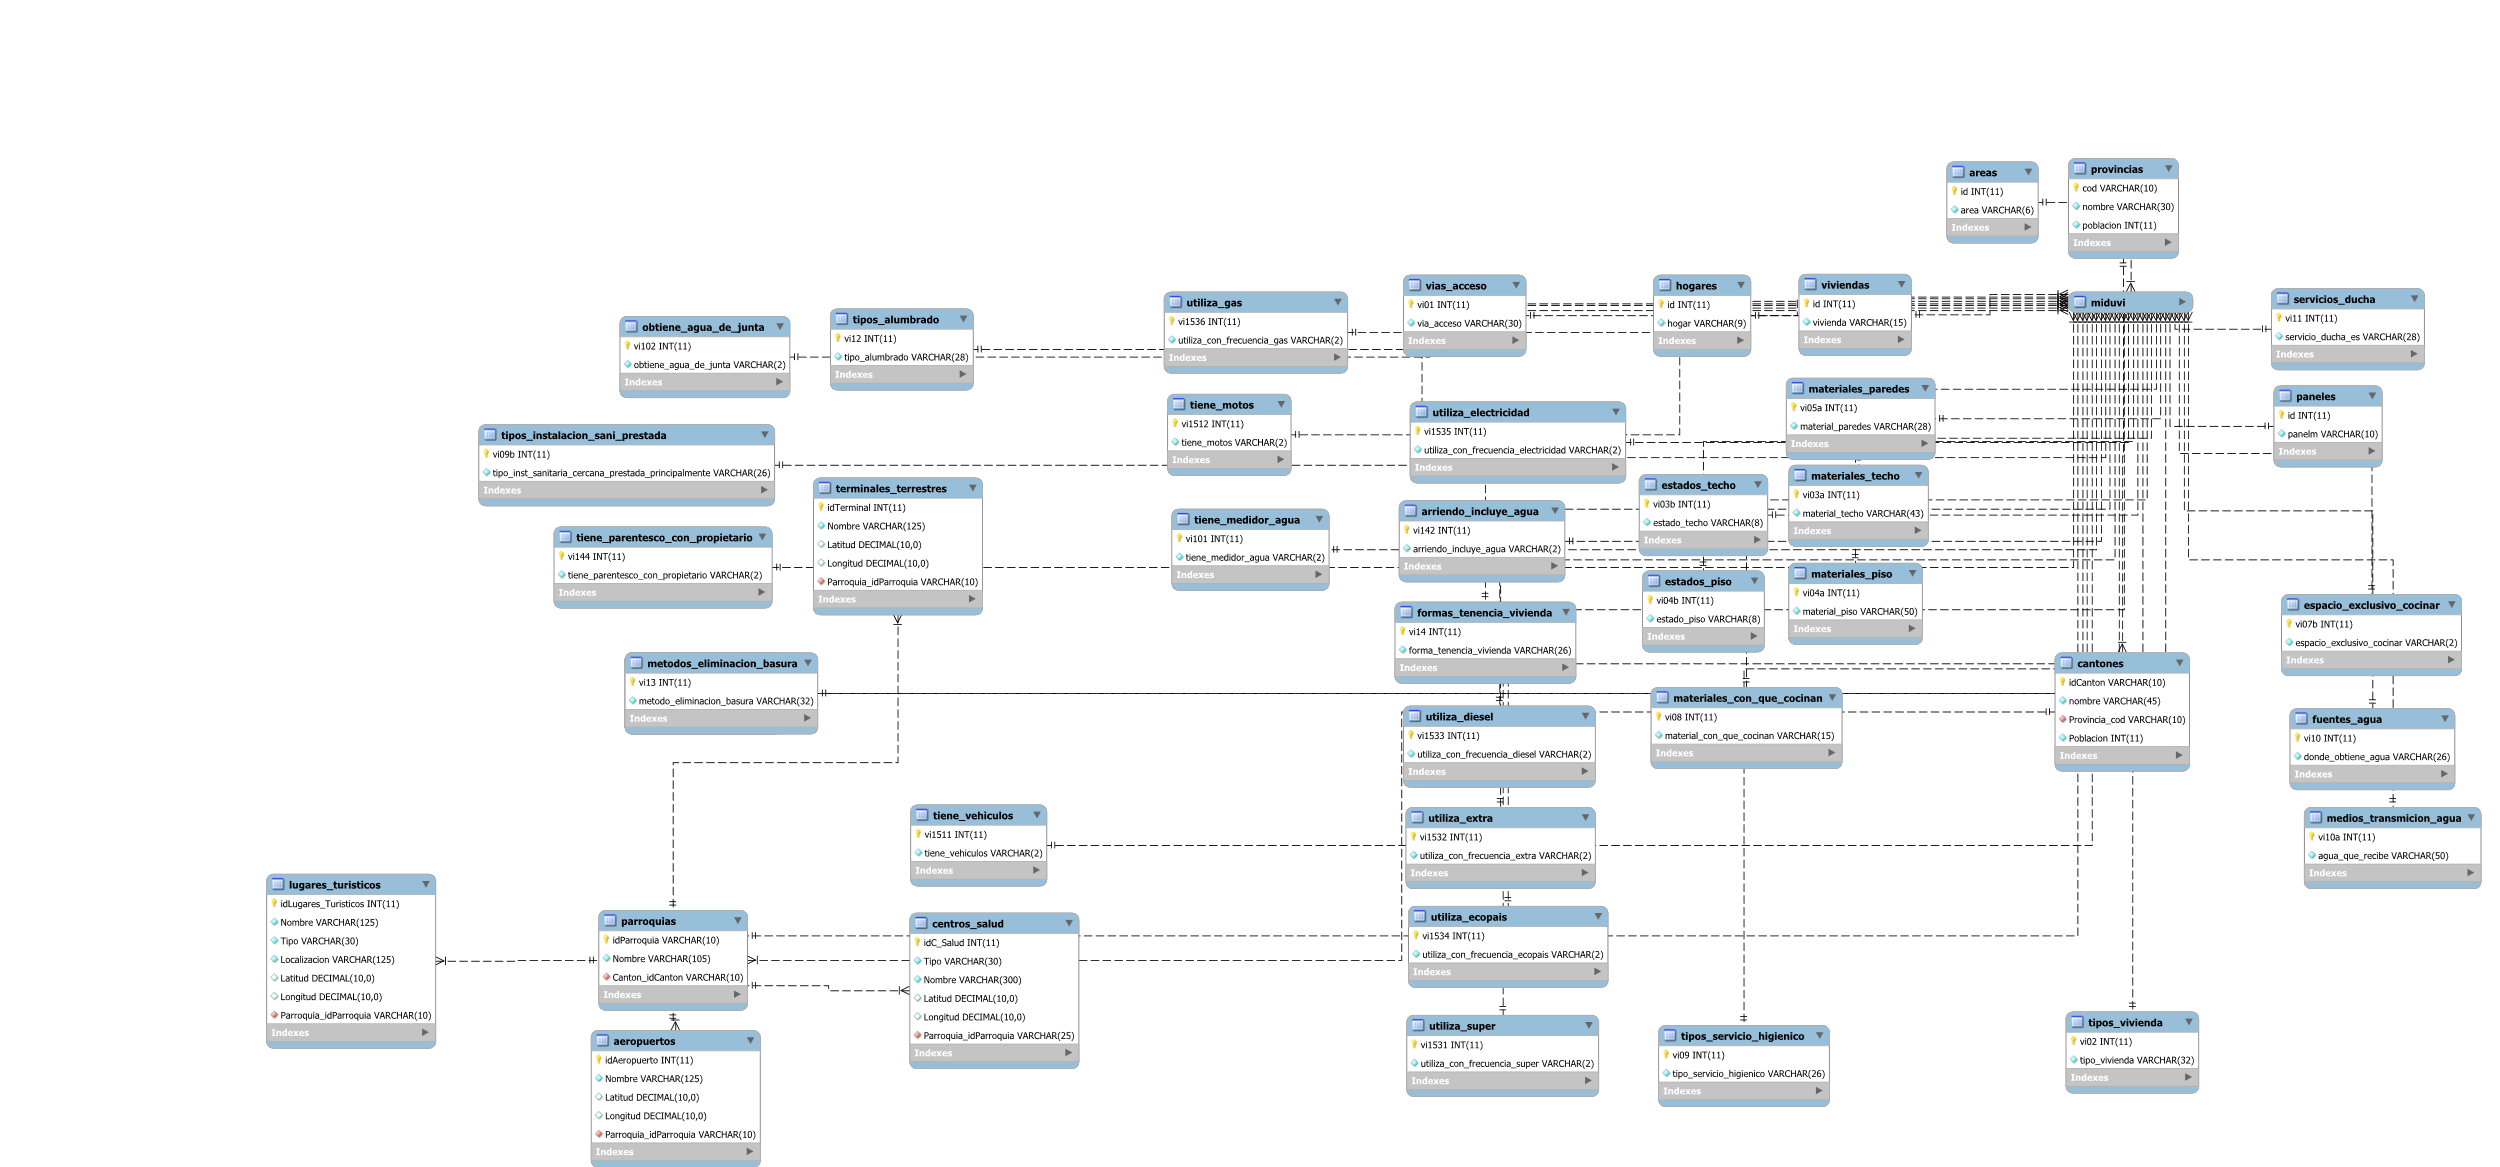 areas
id INT(11)
area VARCHAR(6)
Indexes
provincias
cod VARCHAR(10)
nombre VARCHAR(30)
poblacion INT(11)
Indexes
vias_acceso
vi01 INT(11)
via_acceso VARCHAR(30)
Indexes
hogares
id INT(11)
hogar VARCHAR(9)
Indexes
viviendas
id INT(11)
vivienda VARCHAR(15)
Indexes
miduvi
servicios_ducha
vi11 INT(11)
servicio_ducha_es VARCHAR(28)
Indexes
obtiene_agua_de_junta
vi102 INT(11)
obtiene_agua_de_junta VARCHAR(2)
Indexes
tipos_alumbrado
vi12 INT(11)
tipo_alumbrado VARCHAR(28)
Indexes
utiliza_gas
vi1536 INT(11)
utiliza_con_frecuencia_gas VARCHAR(2)
Indexes
tiene_motos
vi1512 INT(11)
tiene_motos VARCHAR(2)
Indexes
utiliza_electricidad
vi1535 INT(11)
utiliza_con_frecuencia_electricidad VARCHAR(2)
Indexes
materiales_paredes
vi05a INT(11)
material_paredes VARCHAR(28)
Indexes
paneles
id INT(11)
panelm VARCHAR(10)
Indexes
tipos_instalacion_sani_prestada
vi09b INT(11)
tipo_inst_sanitaria_cercana_prestada_principalmente VARCHAR(26)
Indexes
terminales_terrestres
idTerminal INT(11)
Nombre VARCHAR(125)
Latitud DECIMAL(10,0)
Longitud DECIMAL(10,0)
Parroquia_idParroquia VARCHAR(10)
Indexes
estados_techo
vi03b INT(11)
estado_techo VARCHAR(8)
Indexes
materiales_techo
vi03a INT(11)
material_techo VARCHAR(43)
Indexes
tiene_parentesco_con_propietario
vi144 INT(11)
tiene_parentesco_con_propietario VARCHAR(2)
Indexes
tiene_medidor_agua
vi101 INT(11)
tiene_medidor_agua VARCHAR(2)
Indexes
arriendo_incluye_agua
vi142 INT(11)
arriendo_incluye_agua VARCHAR(2)
Indexes
estados_piso
vi04b INT(11)
estado_piso VARCHAR(8)
Indexes
materiales_piso
vi04a INT(11)
material_piso VARCHAR(50)
Indexes
espacio_exclusivo_cocinar
vi07b INT(11)
espacio_exclusivo_cocinar VARCHAR(2)
Indexes
formas_tenencia_vivienda
vi14 INT(11)
forma_tenencia_vivienda VARCHAR(26)
Indexes
metodos_eliminacion_basura
vi13 INT(11)
metodo_eliminacion_basura VARCHAR(32)
Indexes
cantones
idCanton VARCHAR(10)
nombre VARCHAR(45)
Provincia_cod VARCHAR(10)
Poblacion INT(11)
Indexes
materiales_con_que_cocinan
vi08 INT(11)
material_con_que_cocinan VARCHAR(15)
Indexes
utiliza_diesel
vi1533 INT(11)
utiliza_con_frecuencia_diesel VARCHAR(2)
Indexes
fuentes_agua
vi10 INT(11)
donde_obtiene_agua VARCHAR(26)
Indexes
tiene_vehiculos
vi1511 INT(11)
tiene_vehiculos VARCHAR(2)
Indexes
utiliza_extra
vi1532 INT(11)
utiliza_con_frecuencia_extra VARCHAR(2)
Indexes
medios_transmicion_agua
vi10a INT(11)
agua_que_recibe VARCHAR(50)
Indexes
lugares_turisticos
idLugares_Turisticos INT(11)
Nombre VARCHAR(125)
Tipo VARCHAR(30)
Localizacion VARCHAR(125)
Latitud DECIMAL(10,0)
Longitud DECIMAL(10,0)
Parroquia_idParroquia VARCHAR(10)
Indexes
parroquias
idParroquia VARCHAR(10)
Nombre VARCHAR(105)
Canton_idCanton VARCHAR(10)
Indexes
centros_salud
idC_Salud INT(11)
Tipo VARCHAR(30)
Nombre VARCHAR(300)
Latitud DECIMAL(10,0)
Longitud DECIMAL(10,0)
Parroquia_idParroquia VARCHAR(25)
Indexes
utiliza_ecopais
vi1534 INT(11)
utiliza_con_frecuencia_ecopais VARCHAR(2)
Indexes
aeropuertos
idAeropuerto INT(11)
Nombre VARCHAR(125)
Latitud DECIMAL(10,0)
Longitud DECIMAL(10,0)
Parroquia_idParroquia VARCHAR(10)
Indexes
utiliza_super
vi1531 INT(11)
utiliza_con_frecuencia_super VARCHAR(2)
Indexes
tipos_servicio_higienico
vi09 INT(11)
tipo_servicio_higienico VARCHAR(26)
Indexes
tipos_vivienda
vi02 INT(11)
tipo_vivienda VARCHAR(32)
Indexes